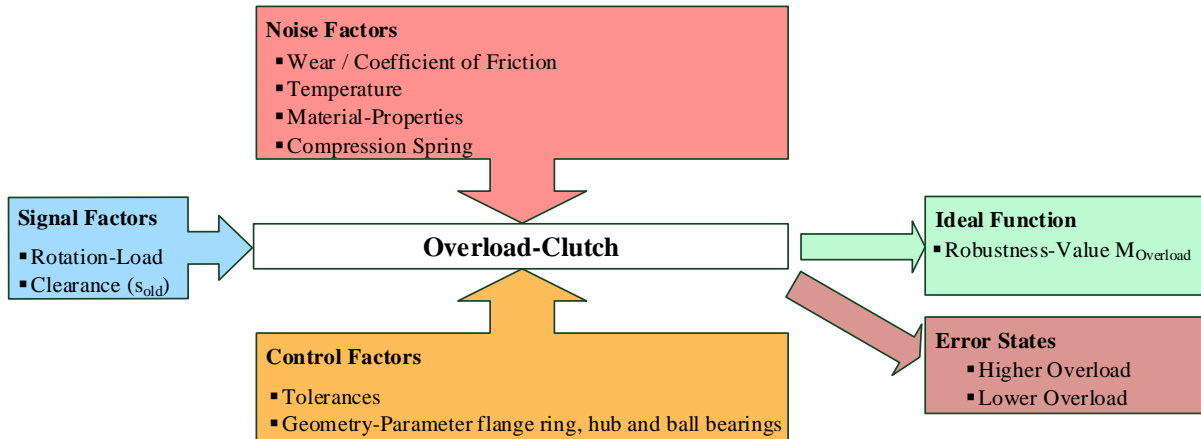 Noise Factors
▪ Wear / Coefficient of Friction
▪ Temperature
▪ Material-Properties
▪ Compression Spring
Signal Factors
▪ Rotation-Load
▪ Clearance (s_old)
Overload-Clutch
Ideal Function
▪ Robustness-Value M_Overload
Control Factors
▪ Tolerances
▪ Geometry-Parameter flange ring, hub and ball bearings
Error States
▪ Higher Overload
▪ Lower Overload